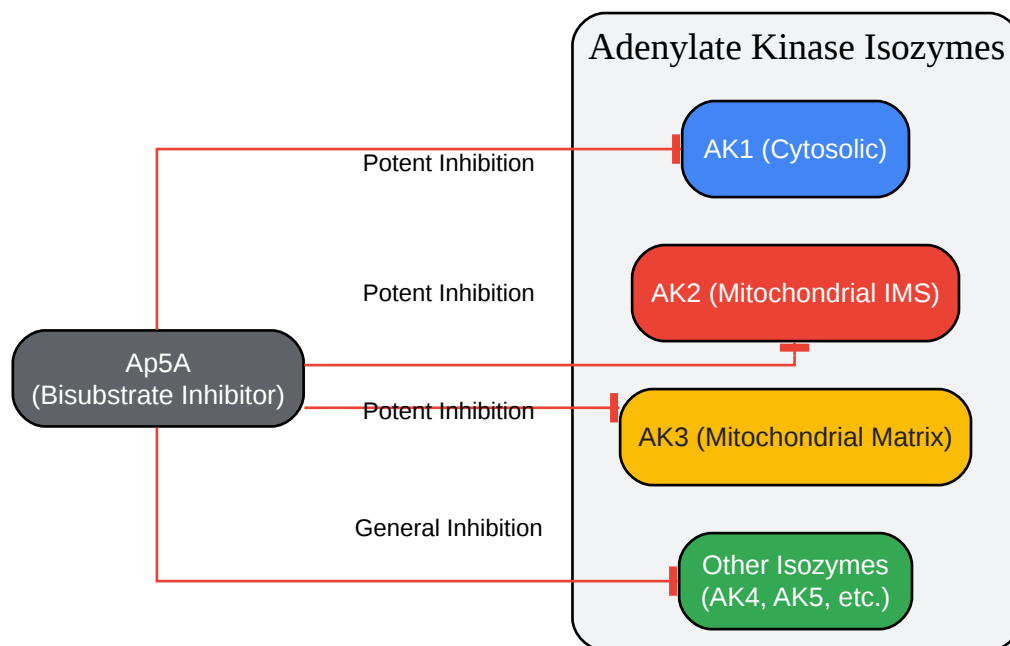 Adenylate Kinase Isozymes
AK1 (Cytosolic)
Potent Inhibition
Potent Inhibition
AK2 (Mitochondrial IMS)
Ap5A
(Bisubstrate Inhibitor)
Potent Inhibition
AK3 (Mitochondrial Matrix)
General Inhibition
Other Isozymes
(AK4, AK5, etc.)